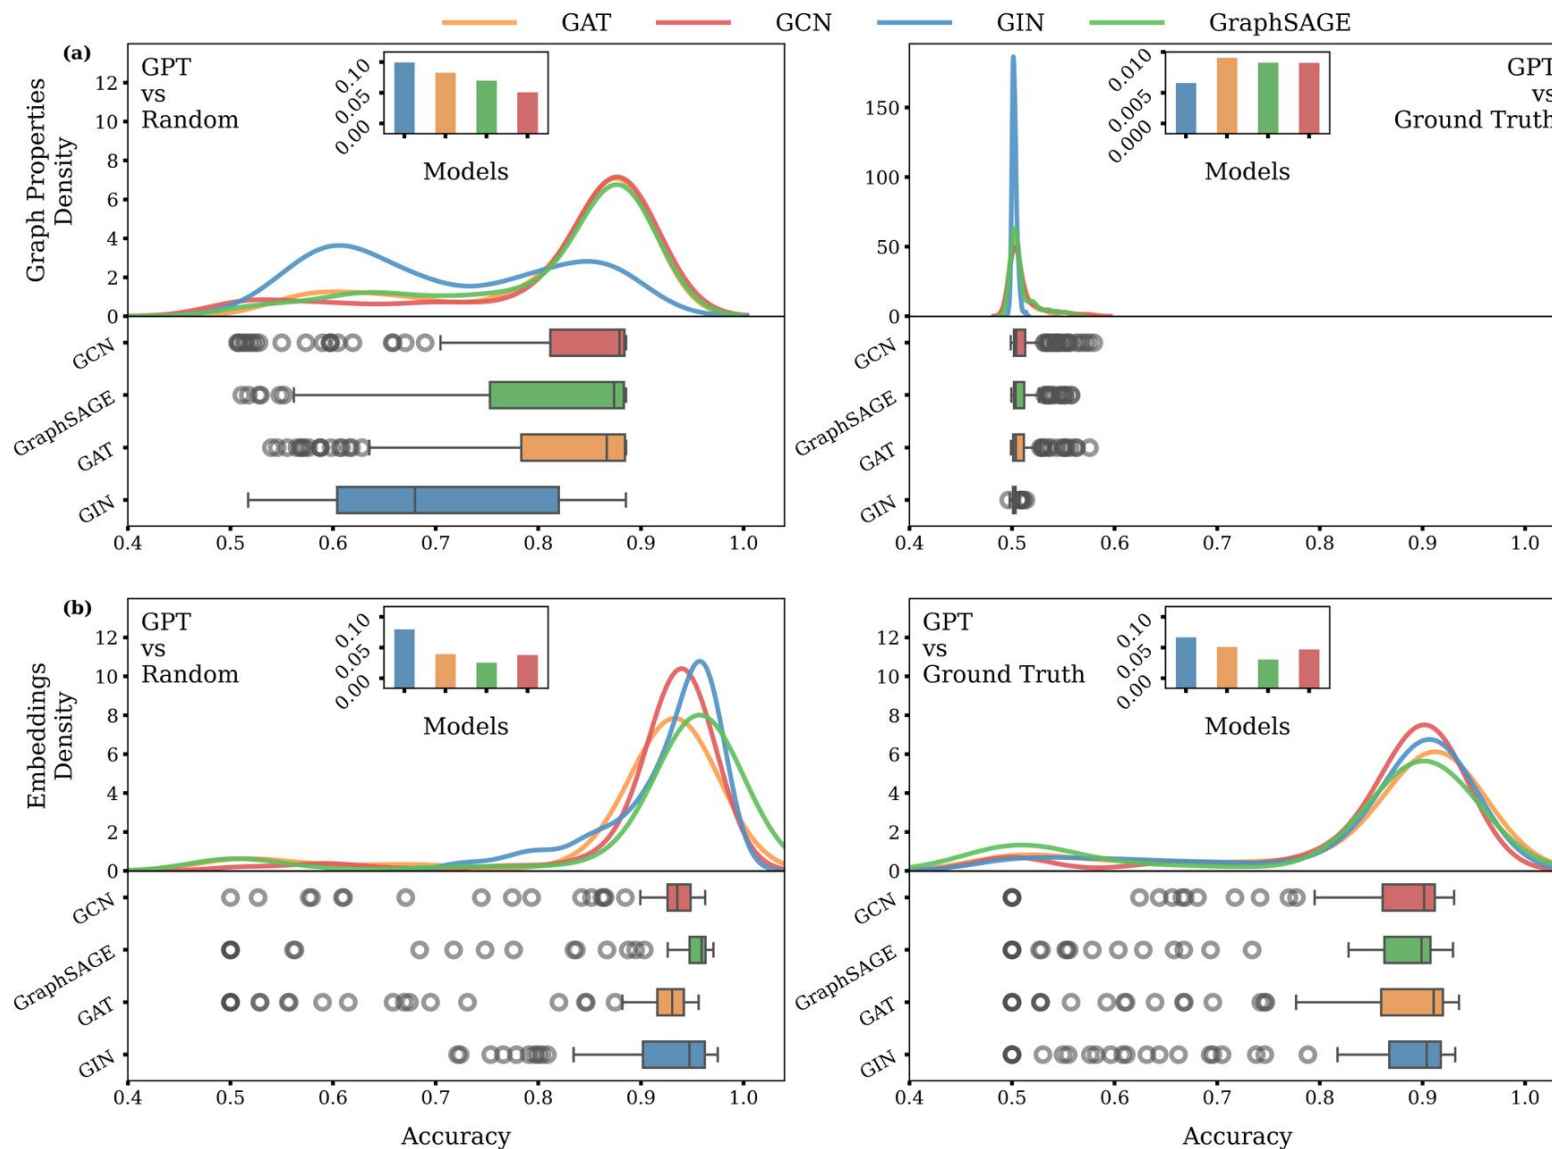 GAT GCN GIN GraphSAGE
(a)
GPT
vs
Random
0.10
0.05
0.00
Models
Graph Properties
Density
12
10
8
6
4
2
0
GCN
GraphSAGE
GAT
GIN
0.4 0.5 0.6 0.7 0.8 0.9 1.0
GPT
vs
Ground Truth
0.010
0.005
0.000
Models
150
100
50
0
GCN
GraphSAGE
GAT
GIN
0.4 0.5 0.6 0.7 0.8 0.9 1.0
(b)
GPT
vs
Random
0.10
0.05
0.00
Models
Embeddings
Density
12
10
8
6
4
2
0
GCN
GraphSAGE
GAT
GIN
0.4 0.5 0.6 0.7 0.8 0.9 1.0
Accuracy
GPT
vs
Ground Truth
0.10
0.05
0.00
Models
12
10
8
6
4
2
0
GCN
GraphSAGE
GAT
GIN
0.4 0.5 0.6 0.7 0.8 0.9 1.0
Accuracy